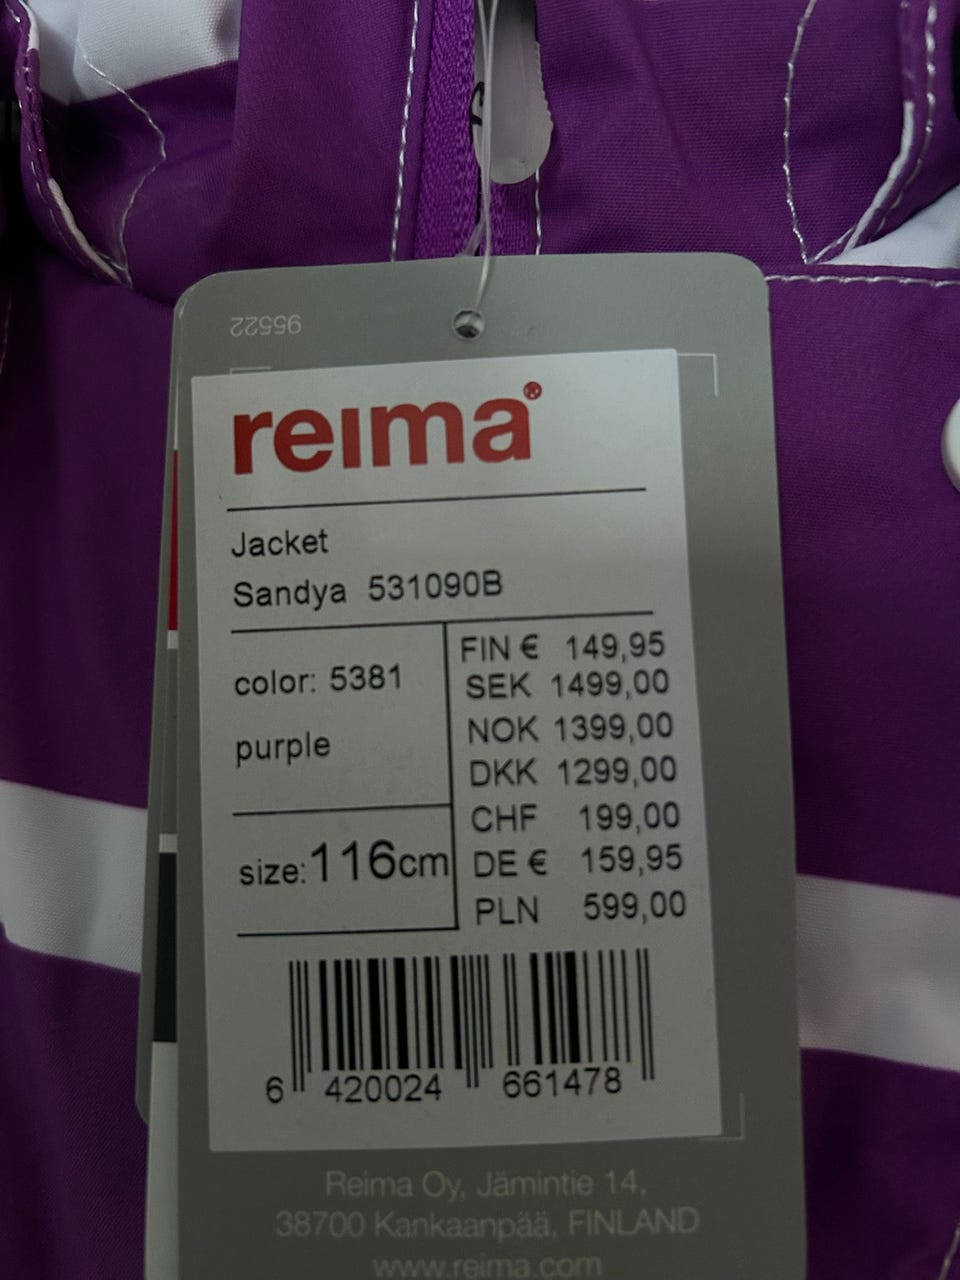 95522
reima®
Jacket
Sandya 531090B
color: 5381
purple
size: 116cm
FIN € 149,95
SEK 1499,00
NOK 1399,00
DKK 1299,00
CHF 199,00
DE € 159,95
PLN 599,00
6 420024 661478
Reima Oy, Jämintie 14,
38700 Kankaanpää, FINLAND
www.reima.com